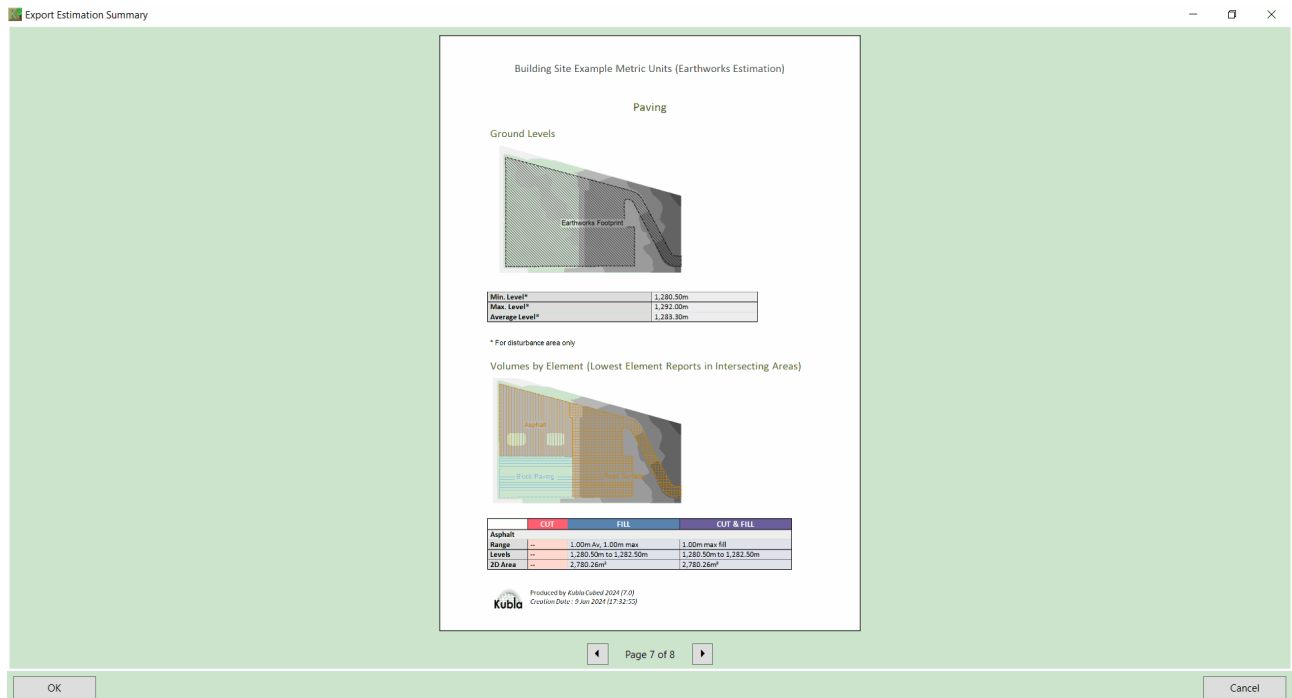 Export Estimation Summary
Building Site Example Metric Units (Earthworks Estimation)
Paving
Ground Levels
Earthworks Footprint
Min. Level* 1,280.50m
Max. Level* 1,292.00m
Average Level* 1,283.30m
* For disturbance area only
Volumes by Element (Lowest Element Reports in Intersecting Areas)
Asphalt
Block Paving
CUT FILL CUT & FILL
Asphalt
Range -- 1.00m Av, 1.00m max 1.00m max fill
Levels -- 1,280.50m to 1,282.50m 1,280.50m to 1,282.50m
2D Area -- 2,780.26m² 2,780.26m²
Kubla
Produced by Kubla Cubed 2024 (7.0)
Creation Date : 9 Jan 2024 (17:32:55)
Page 7 of 8
OK Cancel